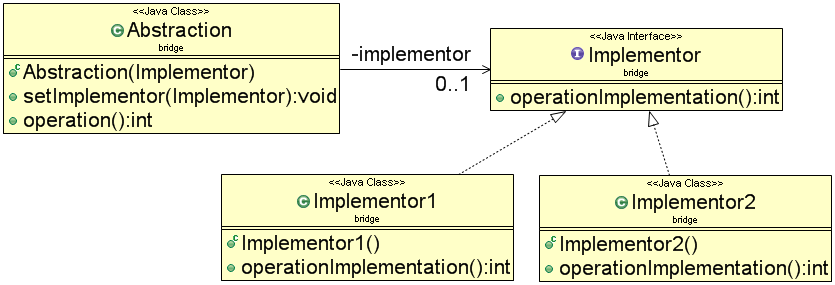 <<Java Class>>
Abstraction
bridge
Abstraction(Implementor)
setImplementor(Implementor):void
operation():int
-implementor
0..1
<<Java Interface>>
Implementor
bridge
operationImplementation():int
<<Java Class>>
Implementor1
bridge
Implementor1()
operationImplementation():int
<<Java Class>>
Implementor2
bridge
Implementor2()
operationImplementation():int